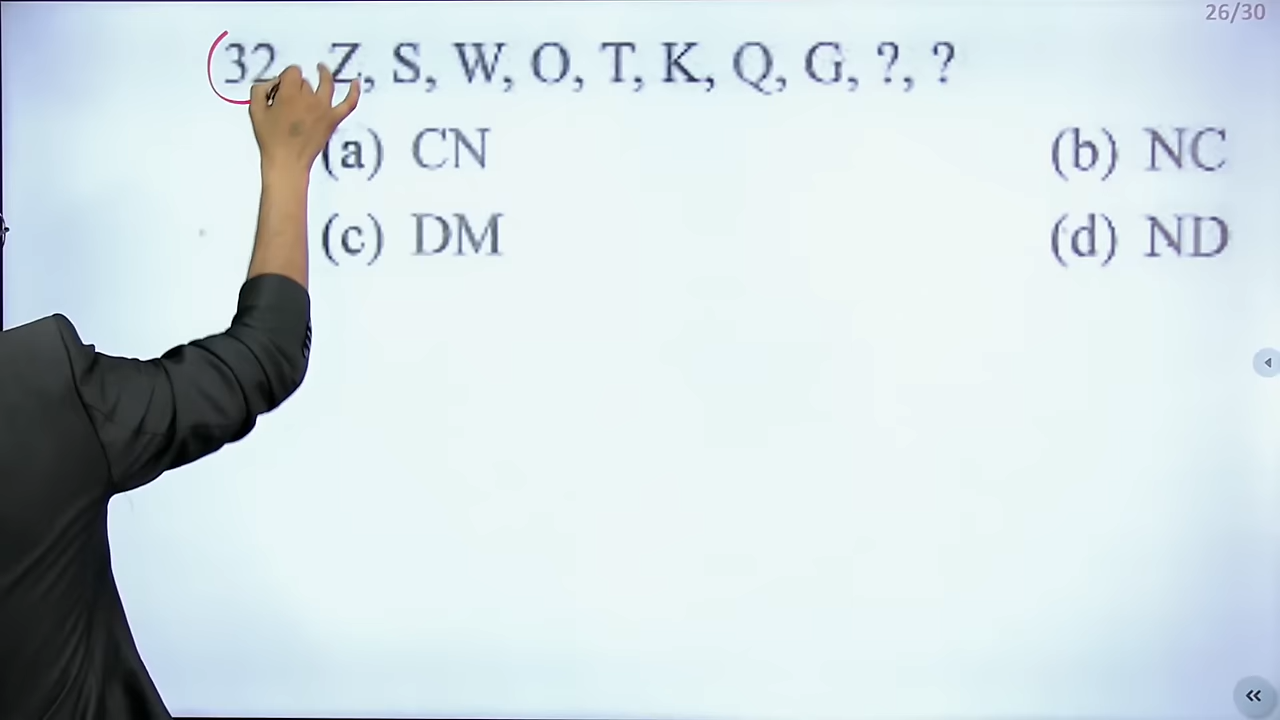 26/30
32. Z, S, W, O, T, K, Q, G, ?, ?
(a) CN (b) NC
(c) DM (d) ND